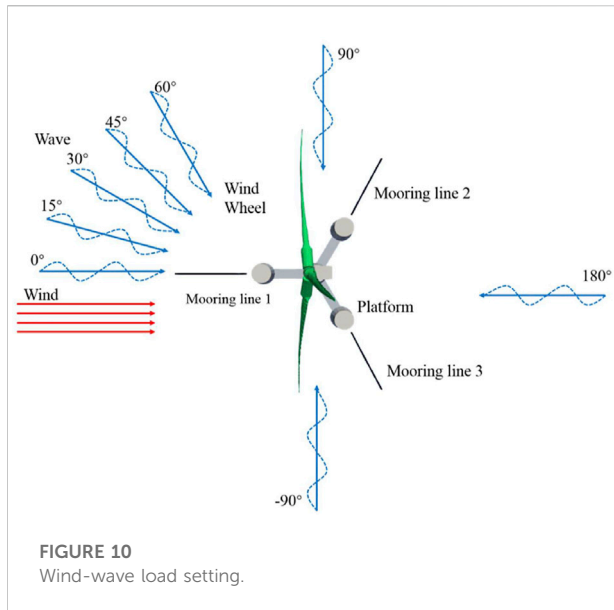 90°
60°
45°
Wave
30°
15°
0°
Wind
Wind
Wheel
Mooring line 2
180°
Mooring line 1
Platform
Mooring line 3
-90°
FIGURE 10
Wind-wave load setting.